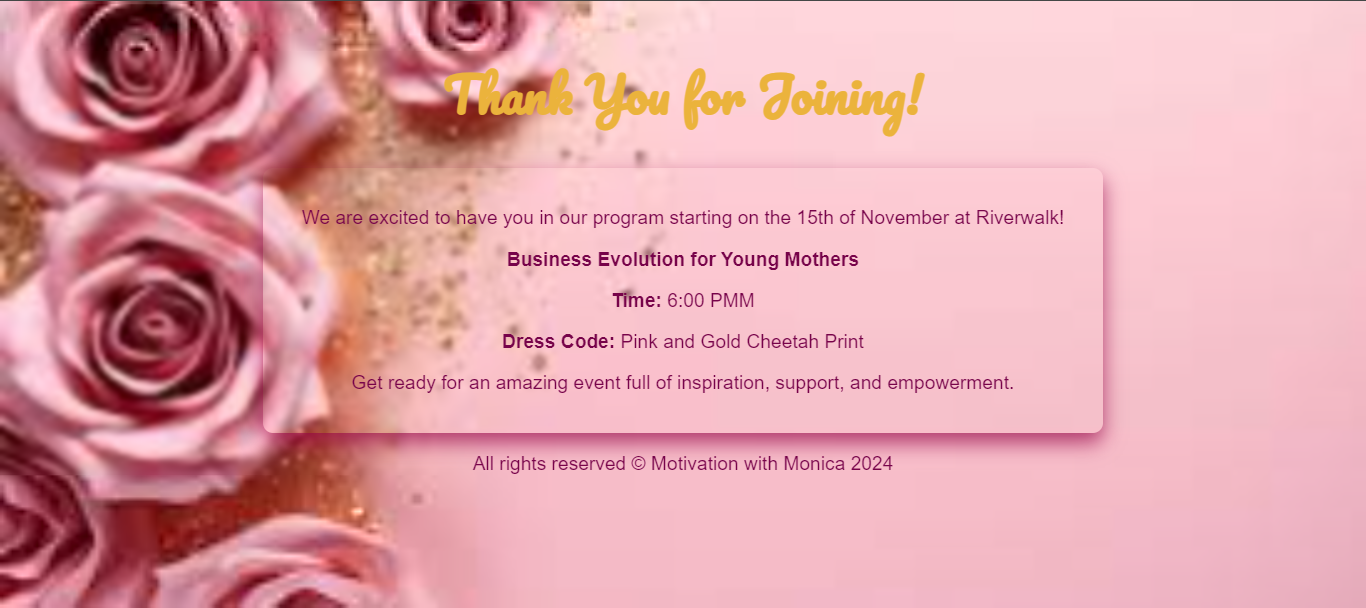 Thank You for Joining!
We are excited to have you in our program starting on the 15th of November at Riverwalk!
Business Evolution for Young Mothers
Time: 6:00 PMM
Dress Code: Pink and Gold Cheetah Print
Get ready for an amazing event full of inspiration, support, and empowerment.
All rights reserved © Motivation with Monica 2024